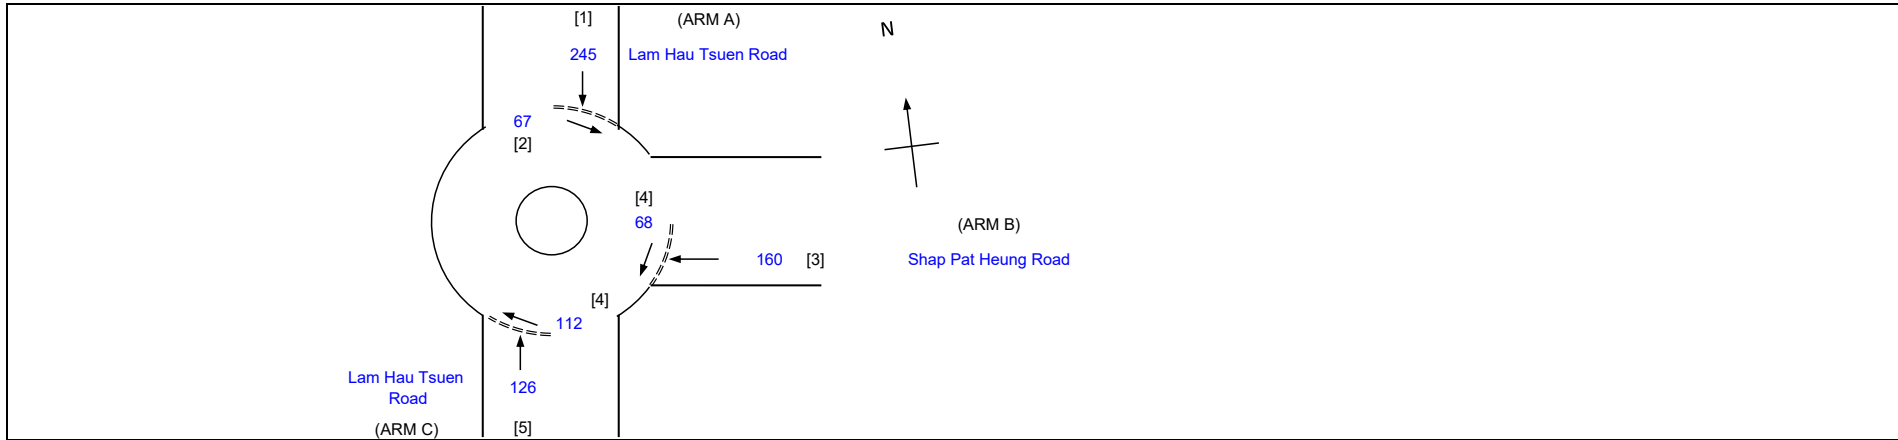 [1]
(ARM A)
N
245
Lam Hau Tsuen Road
67
[2]
[4]
68
(ARM B)
160
[3]
Shap Pat Heung Road
[4]
112
Lam Hau Tsuen
Road
126
(ARM C)
[5]